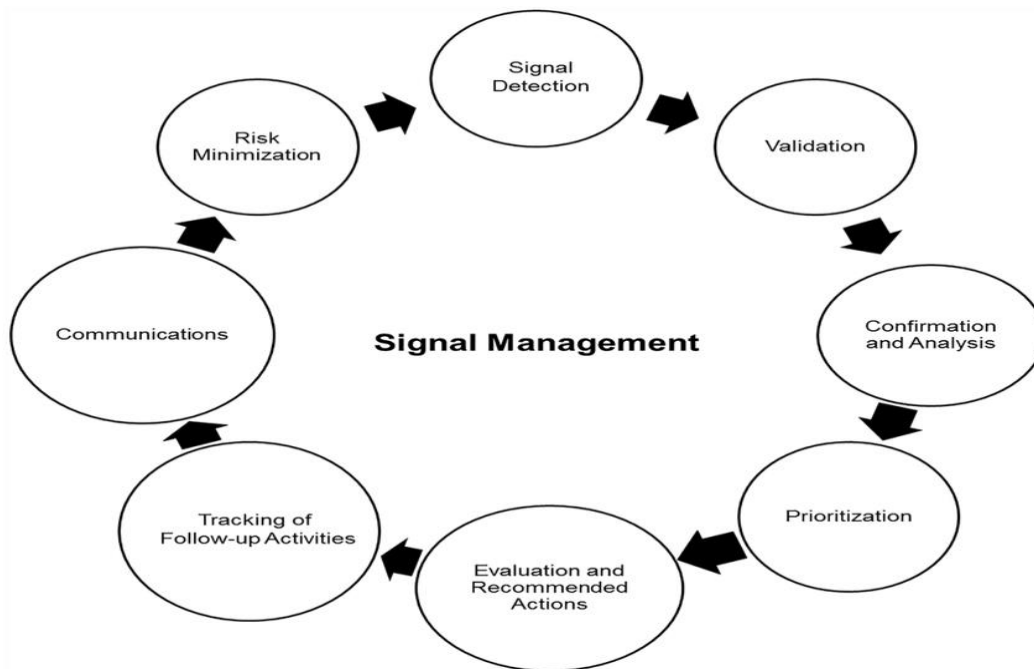 Signal
Detection
Validation
Confirmation
and Analysis
Prioritization
Evaluation and
Recommended
Actions
Tracking of
Follow-up Activities
Communications
Risk
Minimization
Signal Management